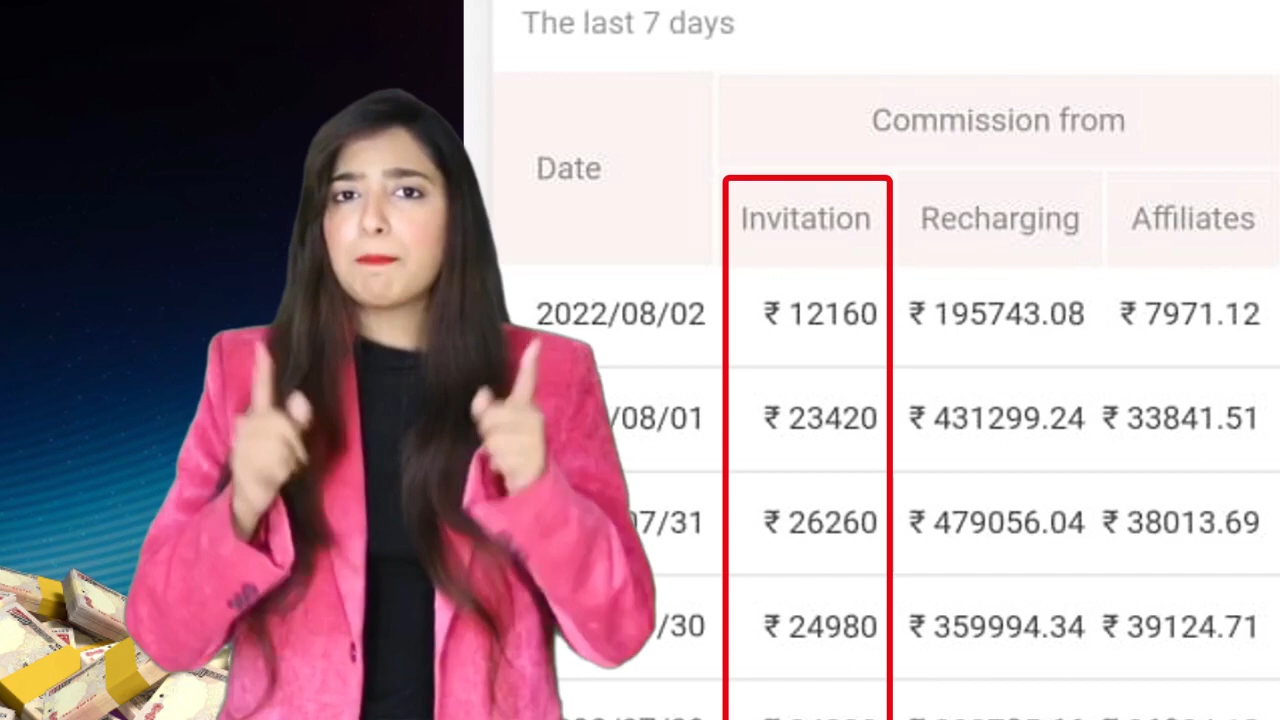 The last 7 days
Commission from
Date
Invitation Recharging Affiliates
2022/08/02 ₹ 12160 ₹ 195743.08 ₹ 7971.12
/08/01 ₹ 23420 ₹ 431299.24 ₹ 33841.51
07/31 ₹ 26260 ₹ 479056.04 ₹ 38013.69
/30 ₹ 24980 ₹ 359994.34 ₹ 39124.71